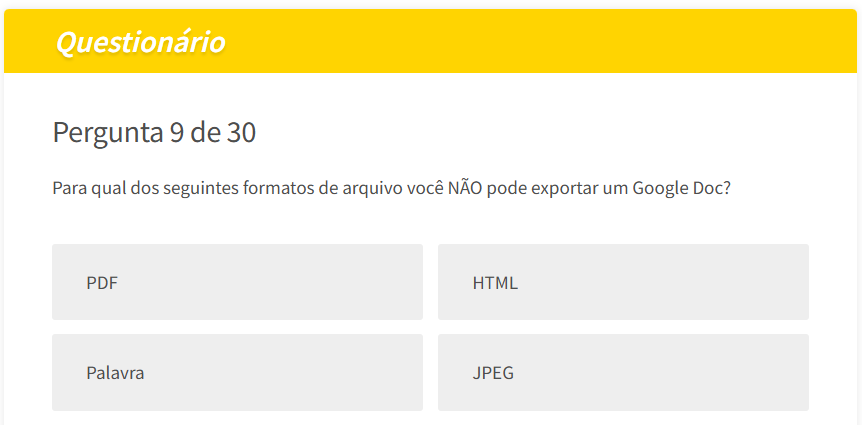 Questionário
Pergunta 9 de 30
Para qual dos seguintes formatos de arquivo você NÃO pode exportar um Google Doc?
PDF
HTML
Palavra
JPEG